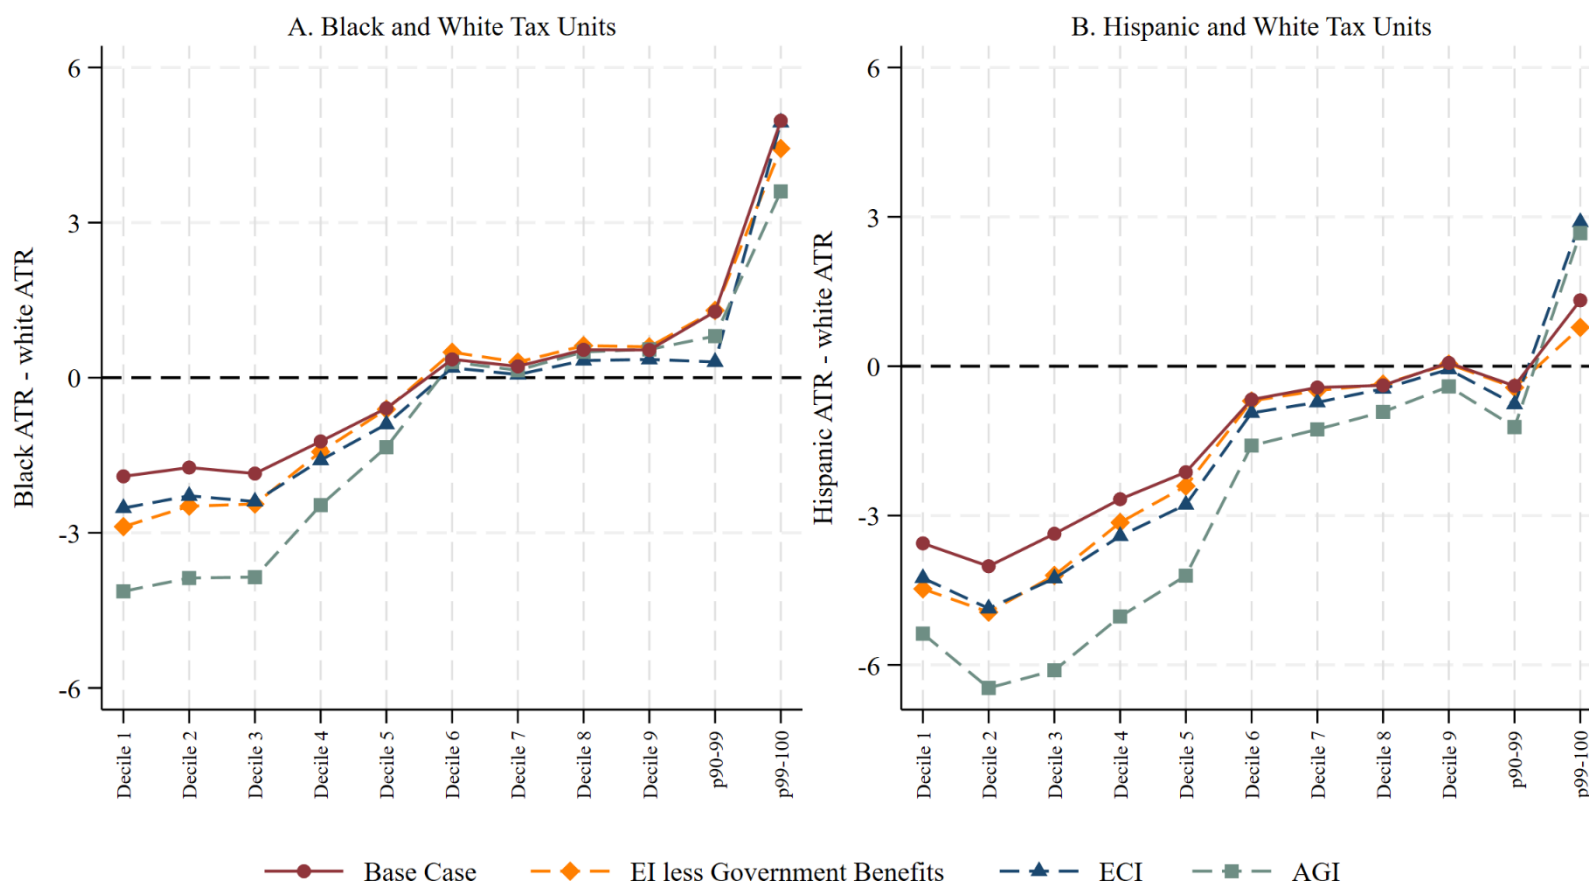 A. Black and White Tax Units
Black ATR - white ATR
6
3
0
-3
-6
Decile 1
Decile 2
Decile 3
Decile 4
Decile 5
Decile 6
Decile 7
Decile 8
Decile 9
p90-99
p99-100
B. Hispanic and White Tax Units
Hispanic ATR - white ATR
6
3
0
-3
-6
Decile 1
Decile 2
Decile 3
Decile 4
Decile 5
Decile 6
Decile 7
Decile 8
Decile 9
p90-99
p99-100
Base Case
EI less Government Benefits
ECI
AGI